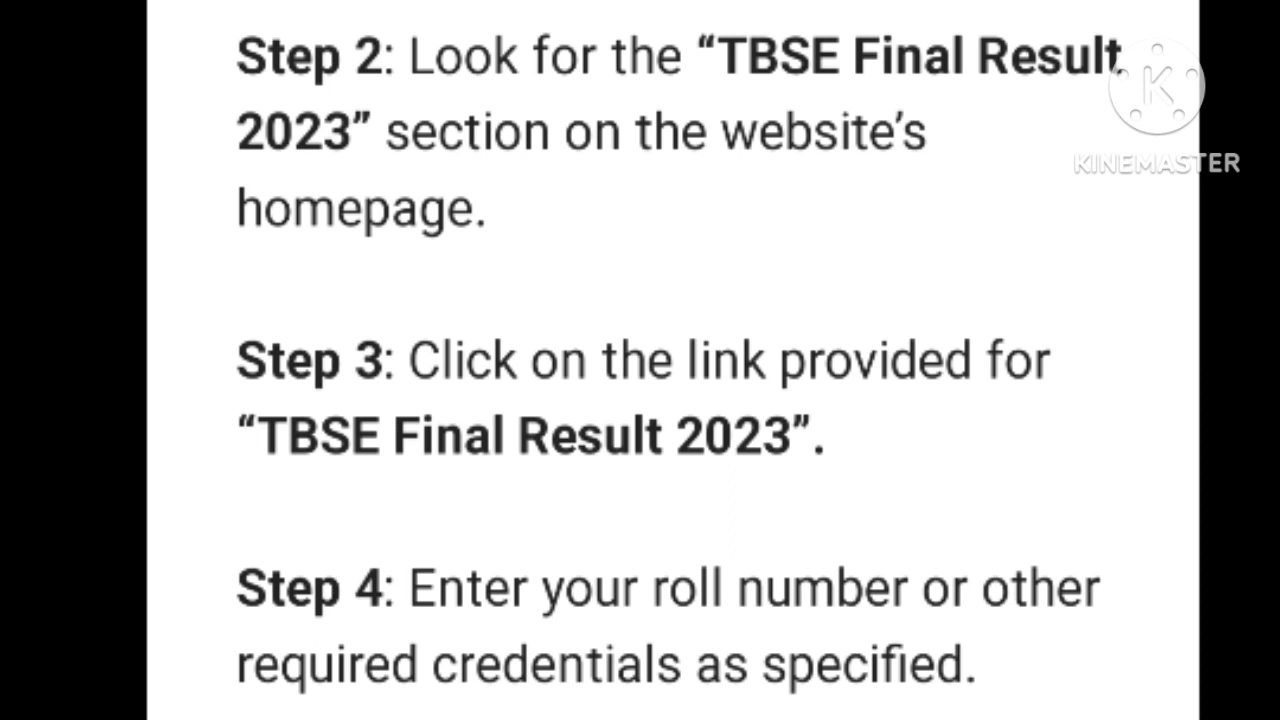 Step 2: Look for the “TBSE Final Result
2023” section on the website’s
homepage.
Step 3: Click on the link provided for
“TBSE Final Result 2023”.
Step 4: Enter your roll number or other
required credentials as specified.
K
KINEMASTER